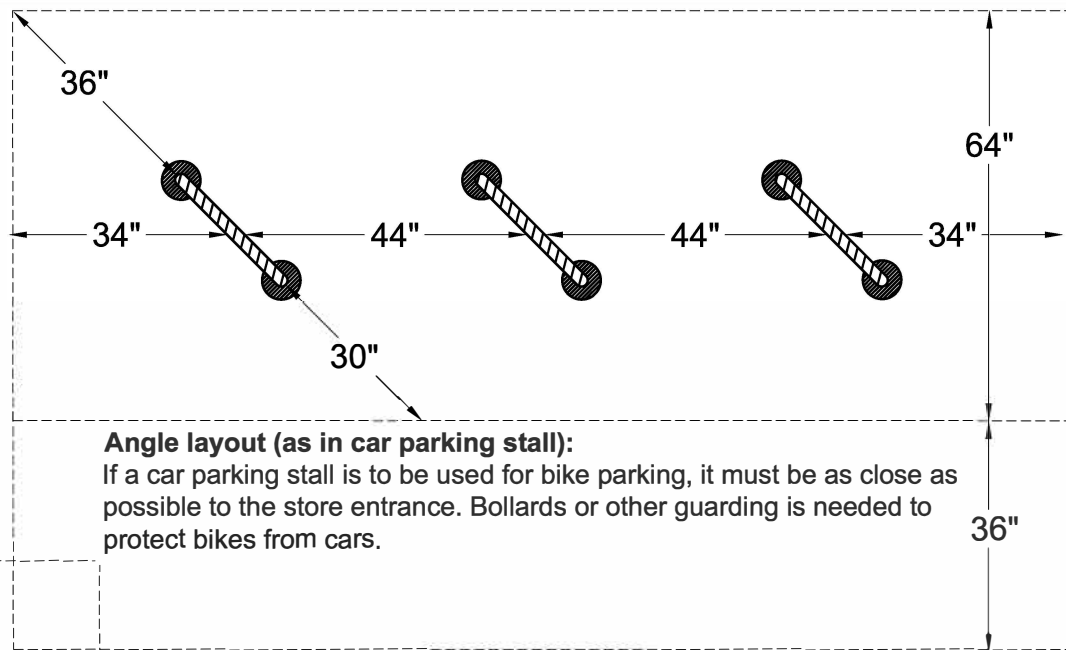 36"
64"
34"
44"
44"
34"
30"
Angle layout (as in car parking stall):
If a car parking stall is to be used for bike parking, it must be as close as
possible to the store entrance. Bollards or other guarding is needed to
protect bikes from cars.
36"